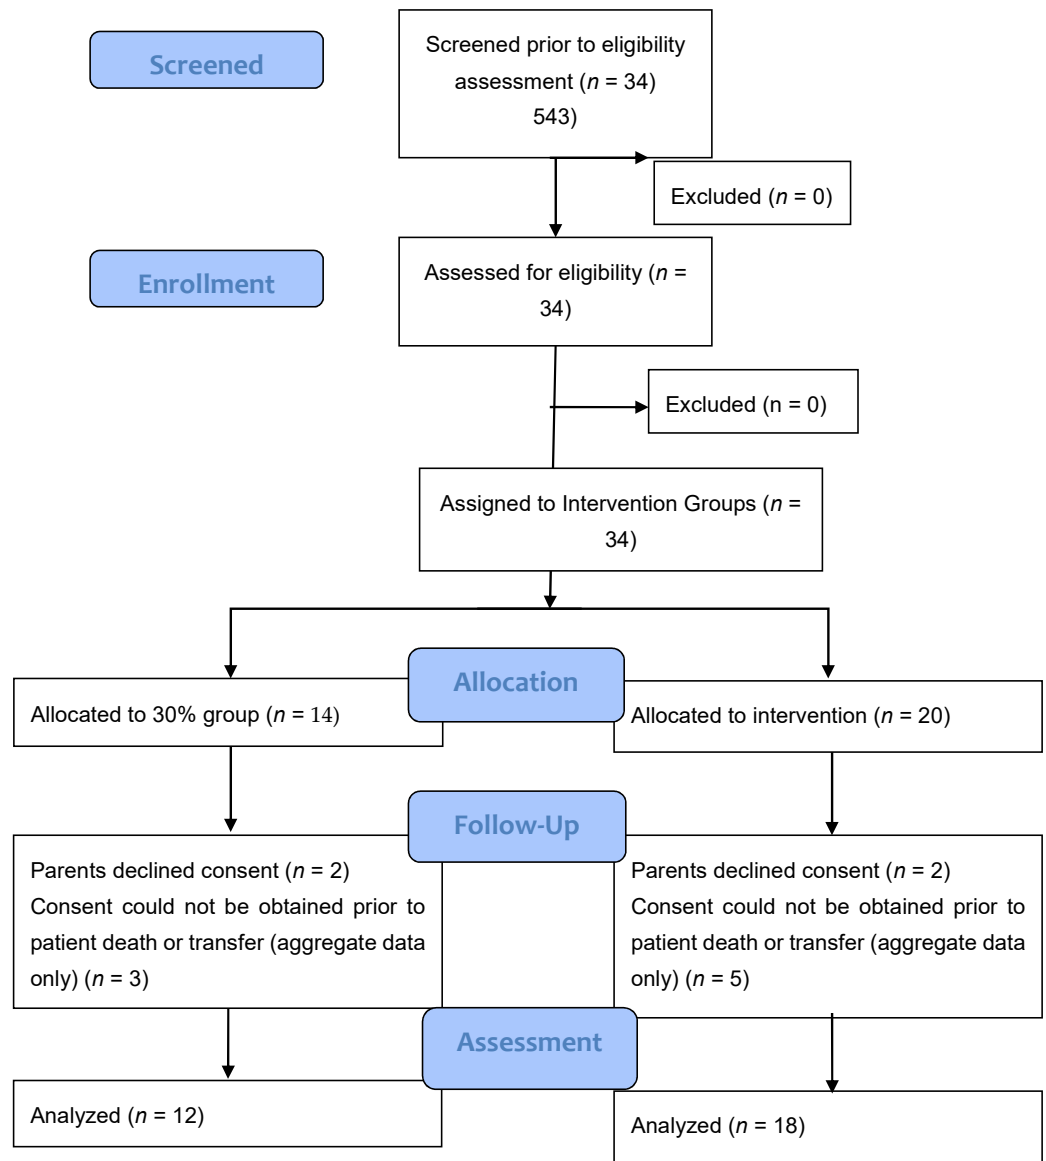 Screened
Screened prior to eligibility
assessment (n = 34)
543)
Excluded (n = 0)
Enrollment
Assessed for eligibility (n =
34)
Excluded (n = 0)
Assigned to Intervention Groups (n =
34)
Allocation
Allocated to 30% group (n = 14)
Allocated to intervention (n = 20)
Follow-Up
Parents declined consent (n = 2)
Consent could not be obtained prior to
patient death or transfer (aggregate data
only) (n = 3)
Parents declined consent (n = 2)
Consent could not be obtained prior to
patient death or transfer (aggregate data
only) (n = 5)
Assessment
Analyzed (n = 12)
Analyzed (n = 18)